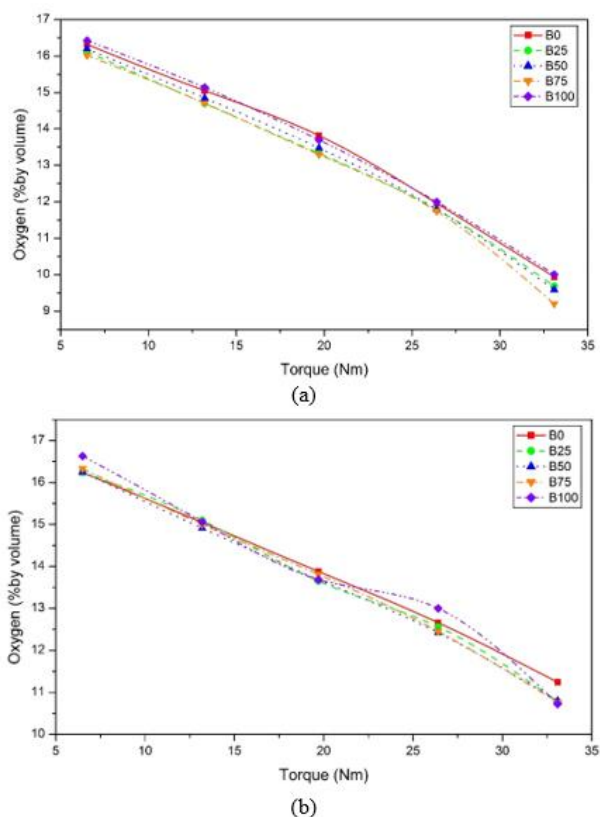 17
16
15
14
13
12
11
10
9
Oxygen (%by volume)
B0
B25
B50
B75
B100
5 10 15 20 25 30 35
Torque (Nm)
(a)
17
16
15
14
13
12
11
10
Oxygen (%by volume)
B0
B25
B50
B75
B100
5 10 15 20 25 30 35
Torque (Nm)
(b)